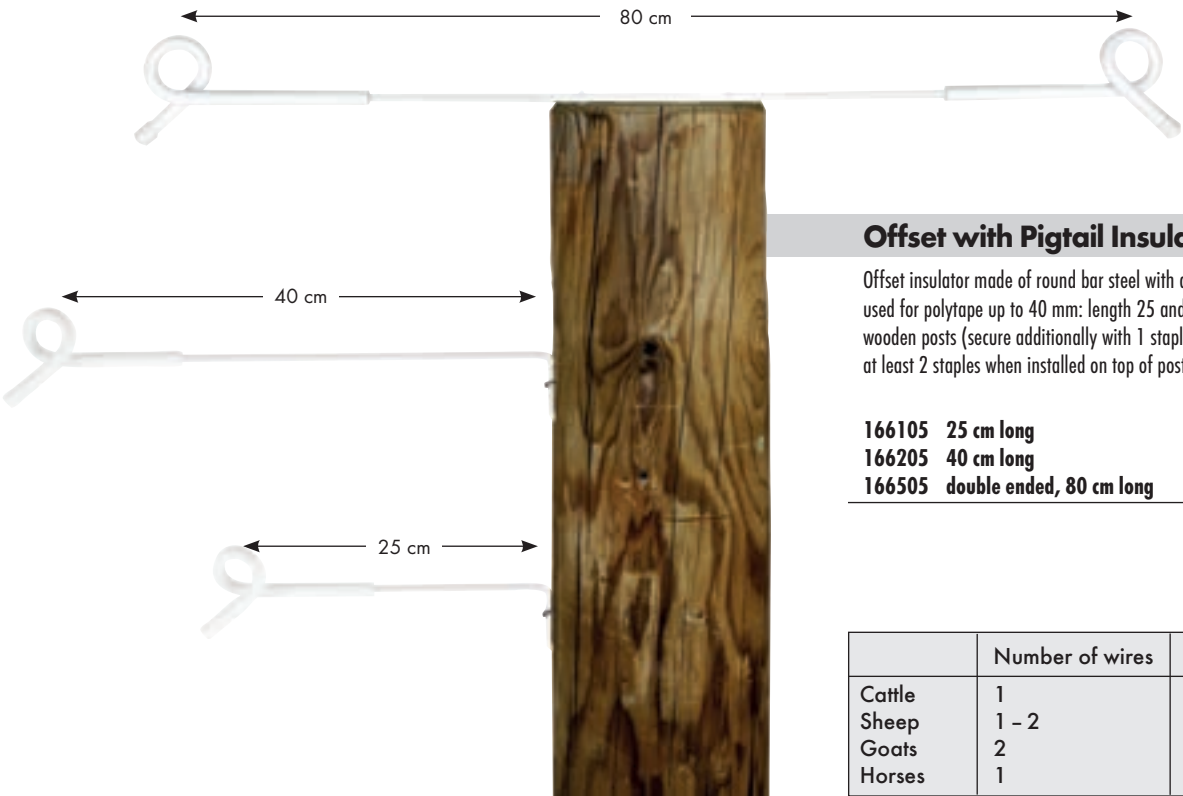 80 cm
Offset with Pigtail
Offset insulator made of round bar steel with
used for polytape up to 40 mm: length 25 and
40 cm
wooden posts (secure additionally with 1
at least 2 staples when installed on top of
166105 25 cm long
166205 40 cm long
166505 double ended, 80 cm long
25 cm
Number of wires
Cattle 1
Sheep 1 – 2
Goats 2
Horses 1